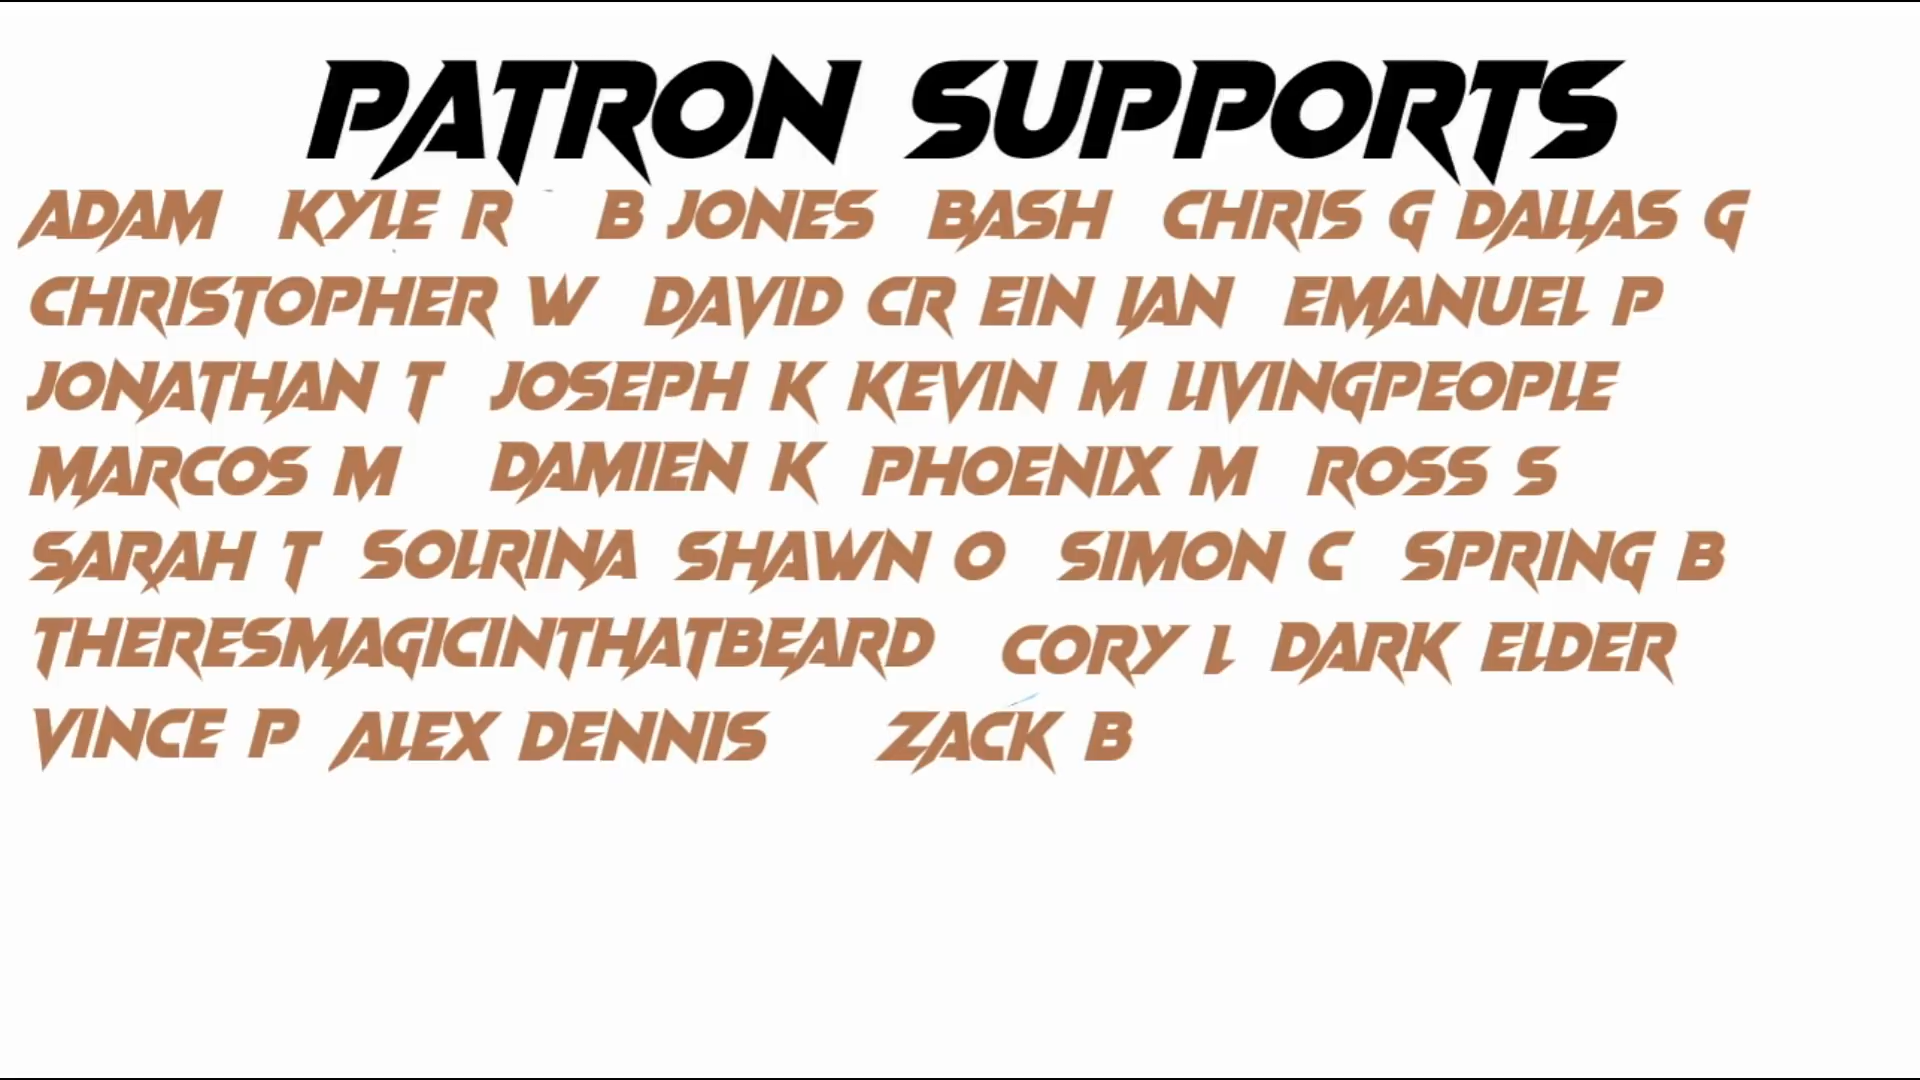 PATRON SUPPORTS
ADAM KYLE R B JONES BASH CHRIS G DALLAS G
CHRISTOPHER W DAVID CR EIN IAN EMANUEL P
JONATHAN T JOSEPH K KEVIN M LIVINGPEOPLE
MARCOS M DAMIEN K PHOENIX M ROSS S
SARAH T SOLRINA SHAWN O SIMON C SPRING B
THERESMAGICINTHATBEARD CORY L DARK ELDER
VINCE P ALEX DENNIS ZACK B